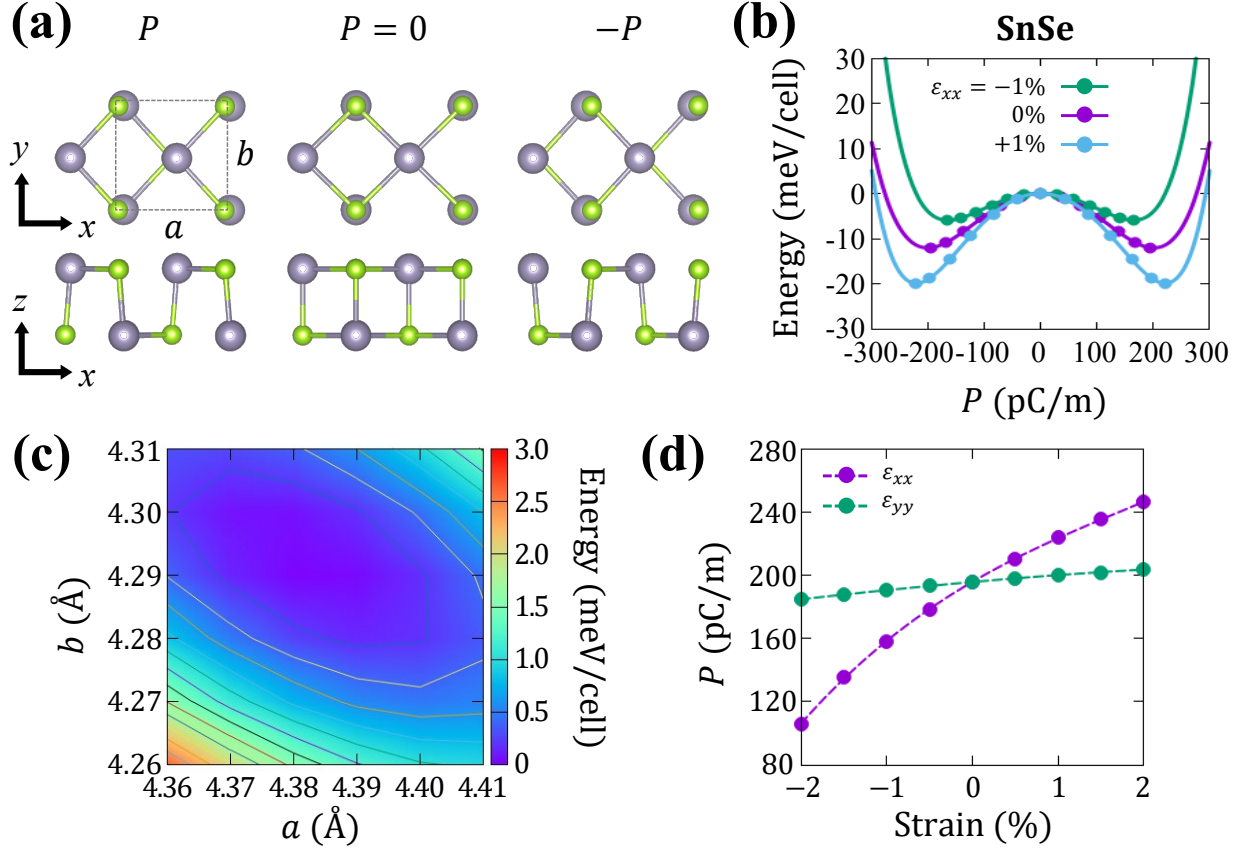 (a)
P
P = 0
−P
y
x
a
b
z
x
(b)
SnSe
Energy (meV/cell)
30
20
10
0
-10
-20
-30
εxx = −1%
0%
+1%
-300
-200
-100
0
100
200
300
P (pC/m)
(c)
b (Å)
4.31
4.30
4.29
4.28
4.27
4.26
4.36
4.37
4.38
4.39
4.40
4.41
a (Å)
3.0
2.5
2.0
1.5
1.0
0.5
0
Energy (meV/cell)
(d)
P (pC/m)
280
240
200
160
120
80
εxx
εyy
−2
−1
0
1
2
Strain (%)